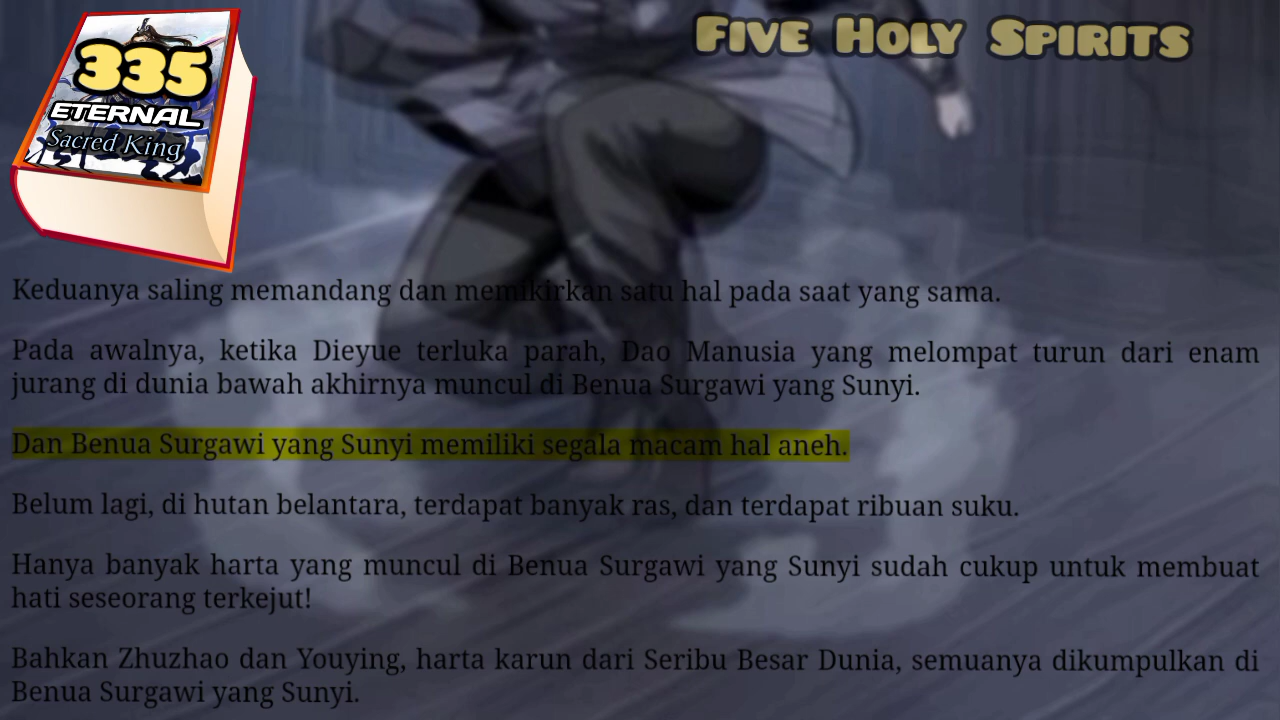 335
ETERNAL
Sacred King
Five Holy Spirits
Keduanya saling memandang dan memikirkan satu hal pada saat yang sama.
Pada awalnya, ketika Dieyue terluka parah, Dao Manusia yang melompat turun dari enam
jurang di dunia bawah akhirnya muncul di Benua Surgawi yang Sunyi.
Dan Benua Surgawi yang Sunyi memiliki segala macam hal aneh.
Belum lagi, di hutan belantara, terdapat banyak ras, dan terdapat ribuan suku.
Hanya banyak harta yang muncul di Benua Surgawi yang Sunyi sudah cukup untuk membuat
hati seseorang terkejut!
Bahkan Zhuzhao dan Youying, harta karun dari Seribu Besar Dunia, semuanya dikumpulkan di
Benua Surgawi yang Sunyi.